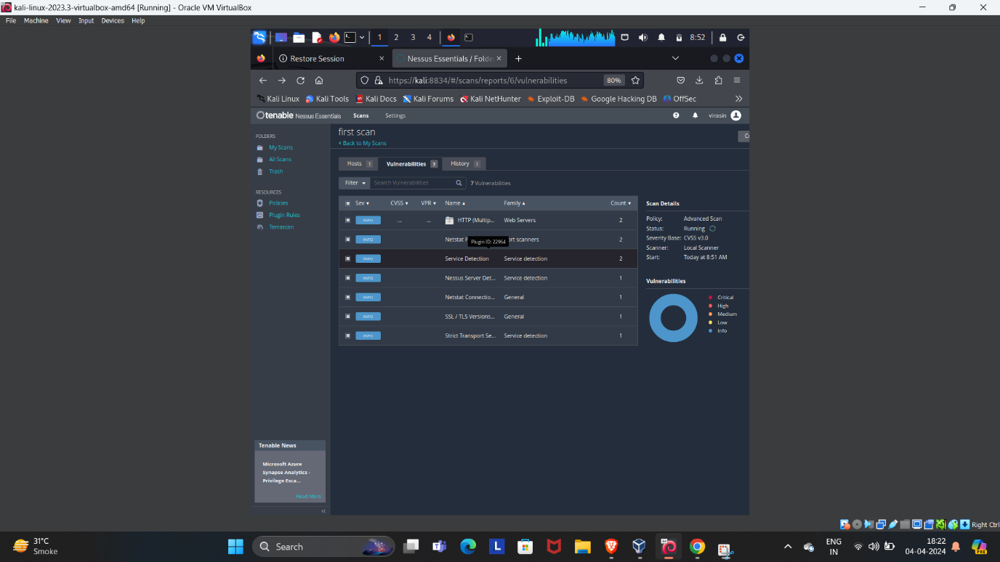 kali-linux-2023.3-virtualbox-amd64 [Running] - Oracle VM VirtualBox
File Machine View Input Devices Help
1 2 3 4 8:52
Restore Session Nessus Essentials / Folde
https://kali:8834/#/scans/reports/6/vulnerabilities 80%
Kali Linux Kali Tools Kali Docs Kali Forums Kali NetHunter Exploit-DB Google Hacking DB OffSec
tenable Nessus Essentials Scans Settings vinxsin
FOLDERS
My Scans
All Scans
Trash
RESOURCES
Policies
Plugin Rules
Terrascan
first scan
Back to My Scans
Hosts 1 Vulnerabilities 7 History 1
Filter Search Vulnerabilities 7 Vulnerabilities
Sev CVSS VPR Name Family Count
INFO ... ... HTTP (Multip... Web Servers 2
INFO Netstat P ort scanners 2
Plugin ID: 22964
INFO Service Detection Service detection 2
INFO Nessus Server Det... Service detection 1
INFO Netstat Connectio... General 1
INFO SSL / TLS Versions... General 1
INFO Strict Transport Se... Service detection 1
Scan Details
Policy: Advanced Scan
Status: Running
Severity Base: CVSS v3.0
Scanner: Local Scanner
Start: Today at 8:51 AM
Vulnerabilities
Critical
High
Medium
Low
Info
Tenable News
Microsoft Azure
Synapse Analytics -
Privilege Esca...
Read More
Right Ctrl
31°C
Smoke
Search
L
ENG
IN
18:22
04-04-2024
PRE